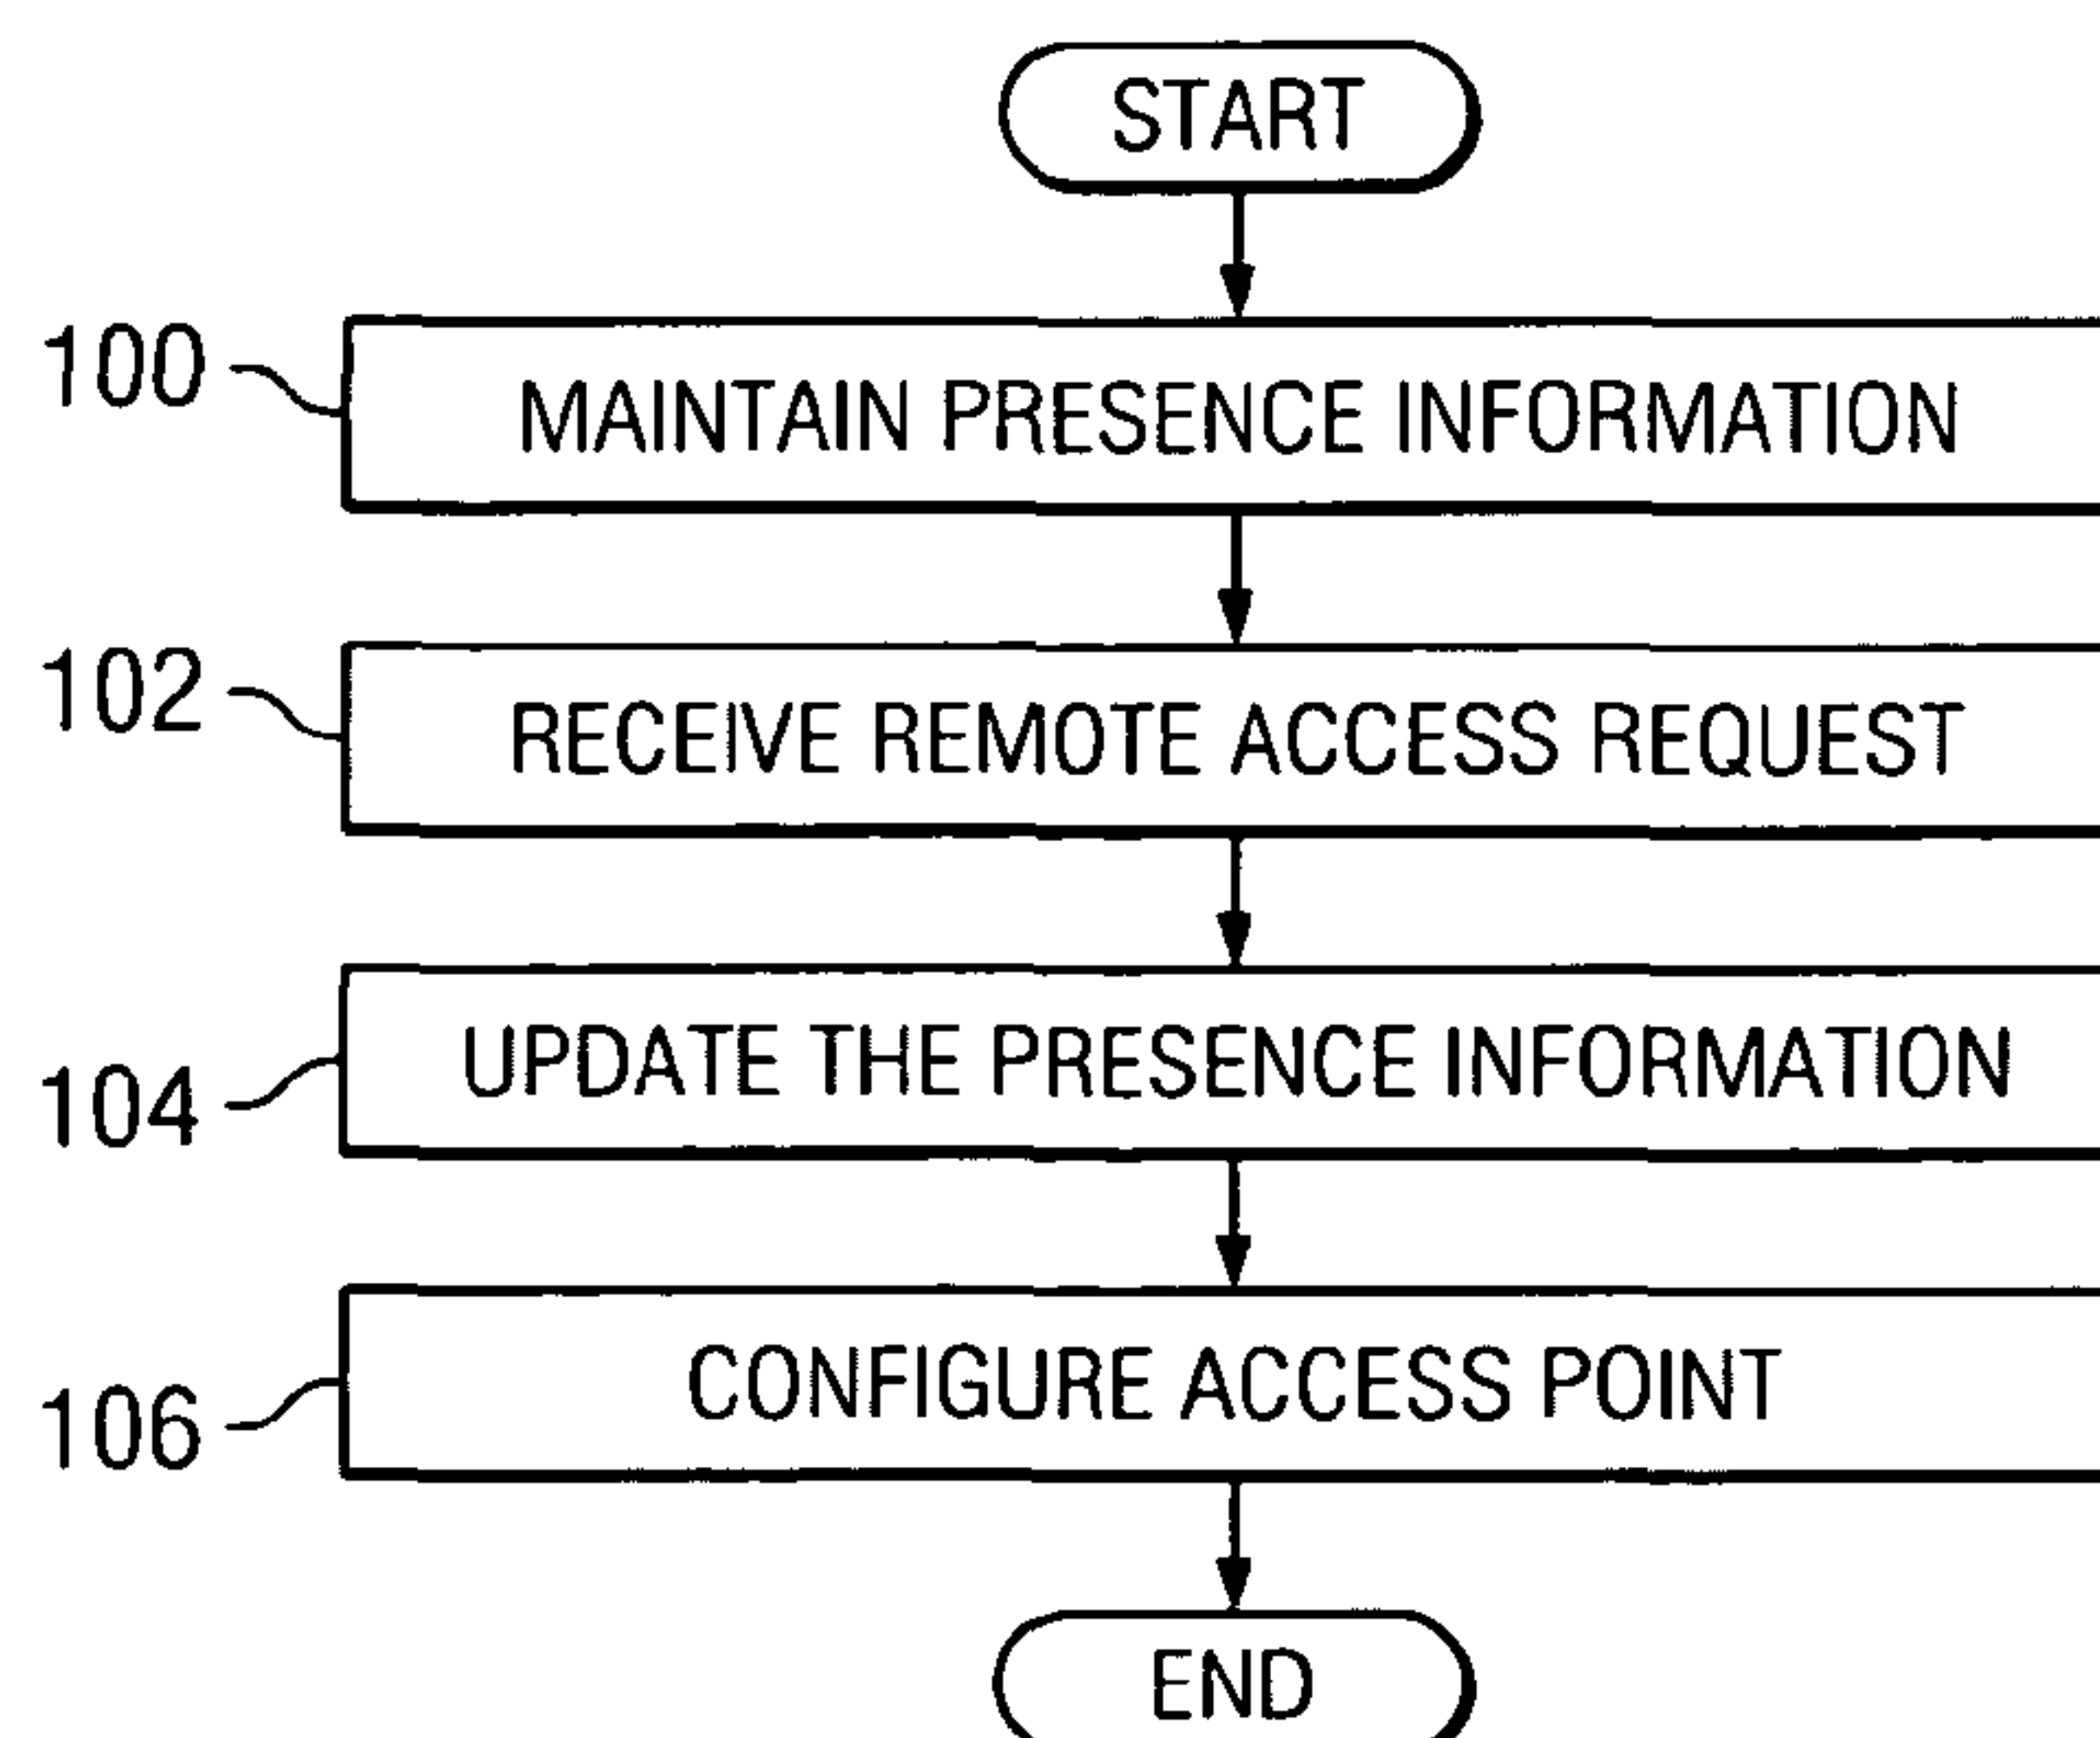 START
100
MAINTAIN PRESENCE INFORMATION
102
RECEIVE REMOTE ACCESS REQUEST
104
UPDATE THE PRESENCE INFORMATION
106
CONFIGURE ACCESS POINT
END